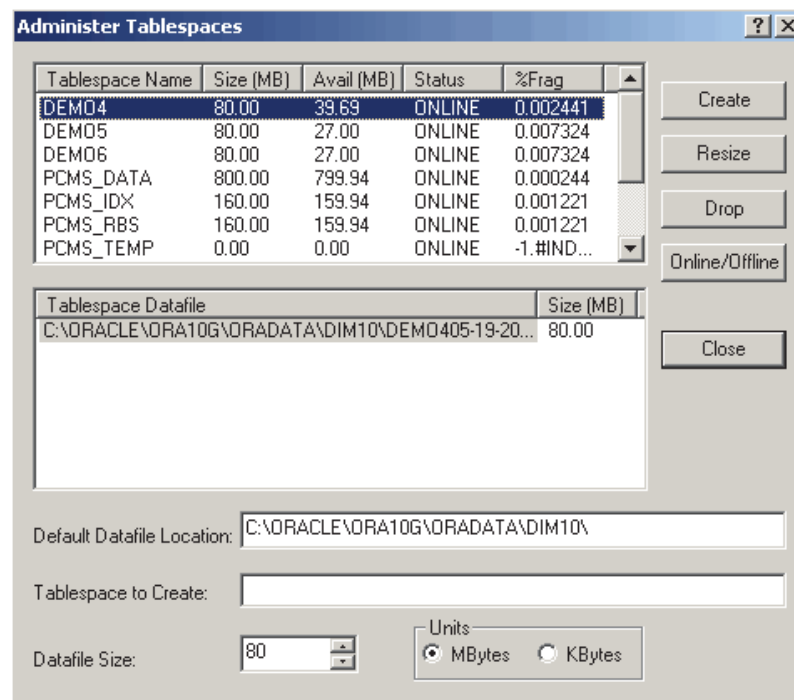 Administer Tablespaces
Tablespace Name Size (MB) Avail (MB) Status %Frag
DEMO4 80.00 39.69 ONLINE 0.002441
DEMO5 80.00 27.00 ONLINE 0.007324
DEMO6 80.00 27.00 ONLINE 0.007324
PCMS_DATA 800.00 799.94 ONLINE 0.000244
PCMS_IDX 160.00 159.94 ONLINE 0.001221
PCMS_RBS 160.00 159.94 ONLINE 0.001221
PCMS_TEMP 0.00 0.00 ONLINE -1.#IND...
Create
Resize
Drop
Online/Offline
Close
Tablespace Datafile Size (MB)
C:\ORACLE\ORA10G\ORADATA\DIM10\DEMO405-19-20... 80.00
Default Datafile Location: C:\ORACLE\ORA10G\ORADATA\DIM10\
Tablespace to Create:
Datafile Size: 80
Units
MBytes KBytes